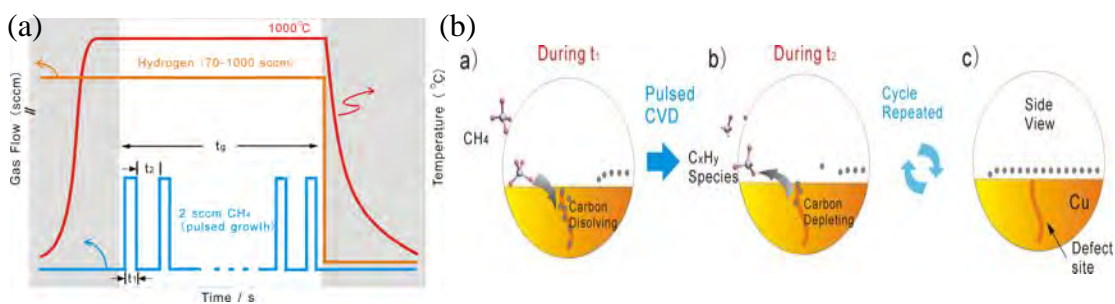 (a)
1000°C
Hydrogen (70-1000 sccm)
Gas Flow (sccm)
Temperature (°C)
tg
t2
2 sccm CH4
(pulsed growth)
t1
Time / s
(b)
a)
During t1
CH4
Carbon
Disolving
Pulsed
CVD
b)
During t2
CxHy
Species
Carbon
Depleting
Cycle
Repeated
c)
Side
View
Cu
Defect
site